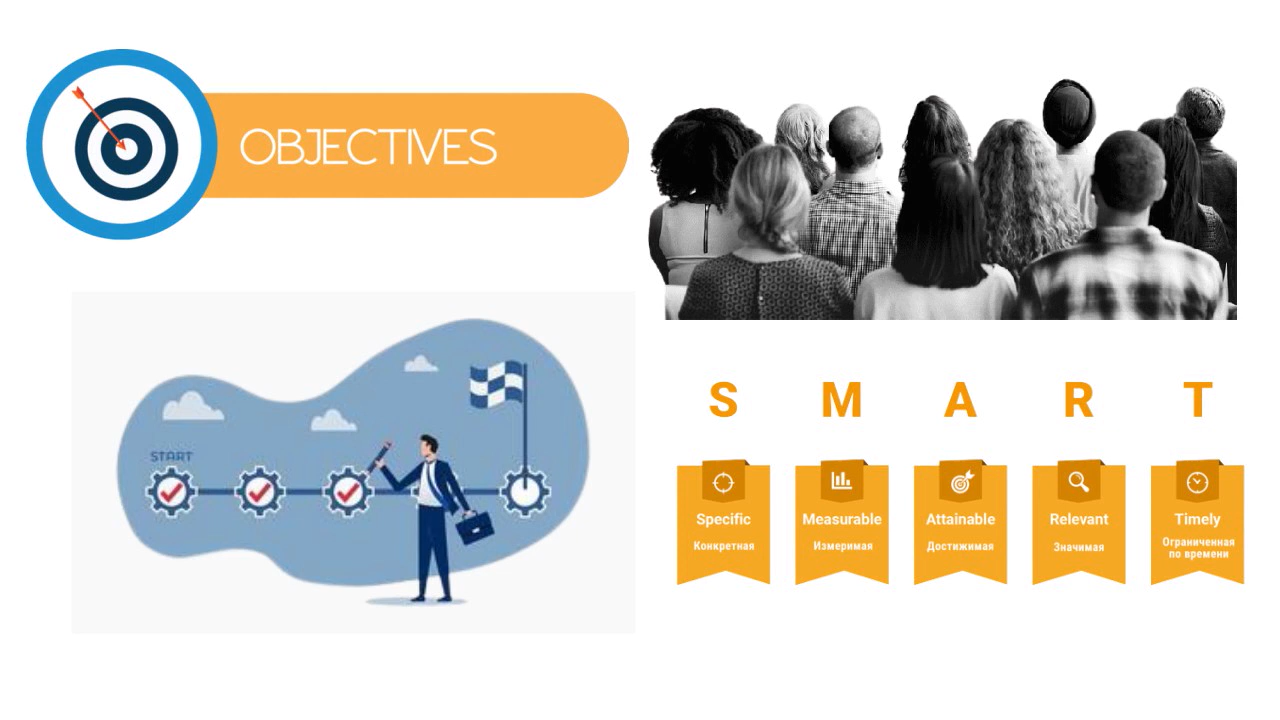 OBJECTIVES
START
S M A R T
Specific
Конкретная
Measurable
Измеримая
Attainable
Достижимая
Relevant
Значимая
Timely
Ограниченная
по времени